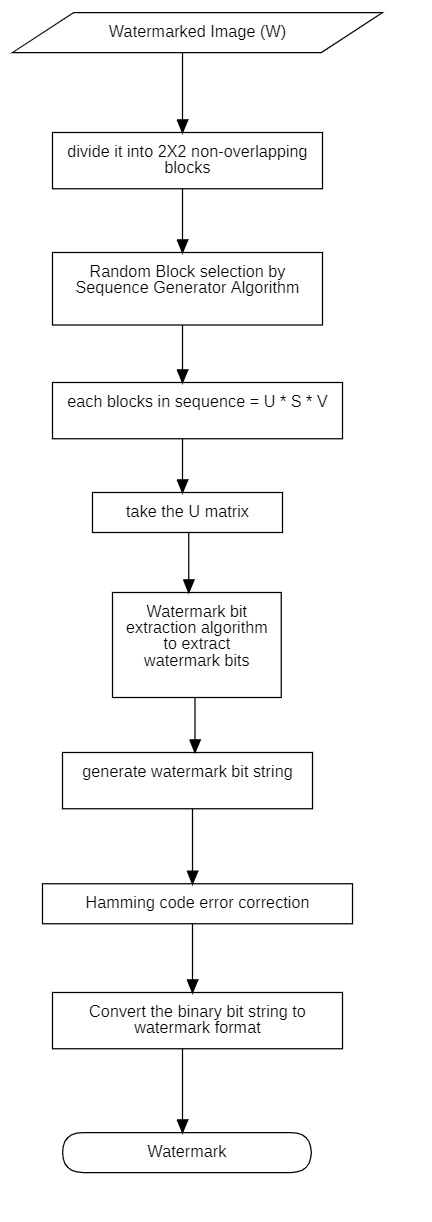 Watermarked Image (W)
divide it into 2X2 non-overlapping
blocks
Random Block selection by
Sequence Generator Algorithm
each blocks in sequence = U * S * V
take the U matrix
Watermark bit
extraction algorithm
to extract
watermark bits
generate watermark bit string
Hamming code error correction
Convert the binary bit string to
watermark format
Watermark